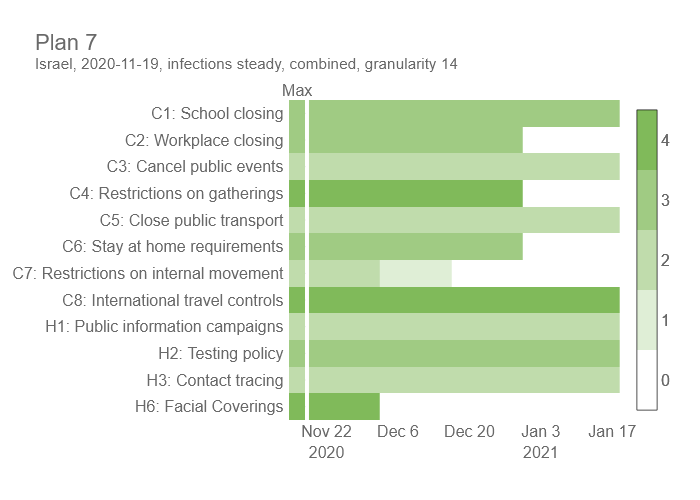 Plan 7
Israel, 2020-11-19, infections steady, combined, granularity 14
Max
C1: School closing
C2: Workplace closing
C3: Cancel public events
C4: Restrictions on gatherings
C5: Close public transport
C6: Stay at home requirements
C7: Restrictions on internal movement
C8: International travel controls
H1: Public information campaigns
H2: Testing policy
H3: Contact tracing
H6: Facial Coverings
4
3
2
1
0
Nov 22 Dec 6 Dec 20 Jan 3 Jan 17
2020 2021